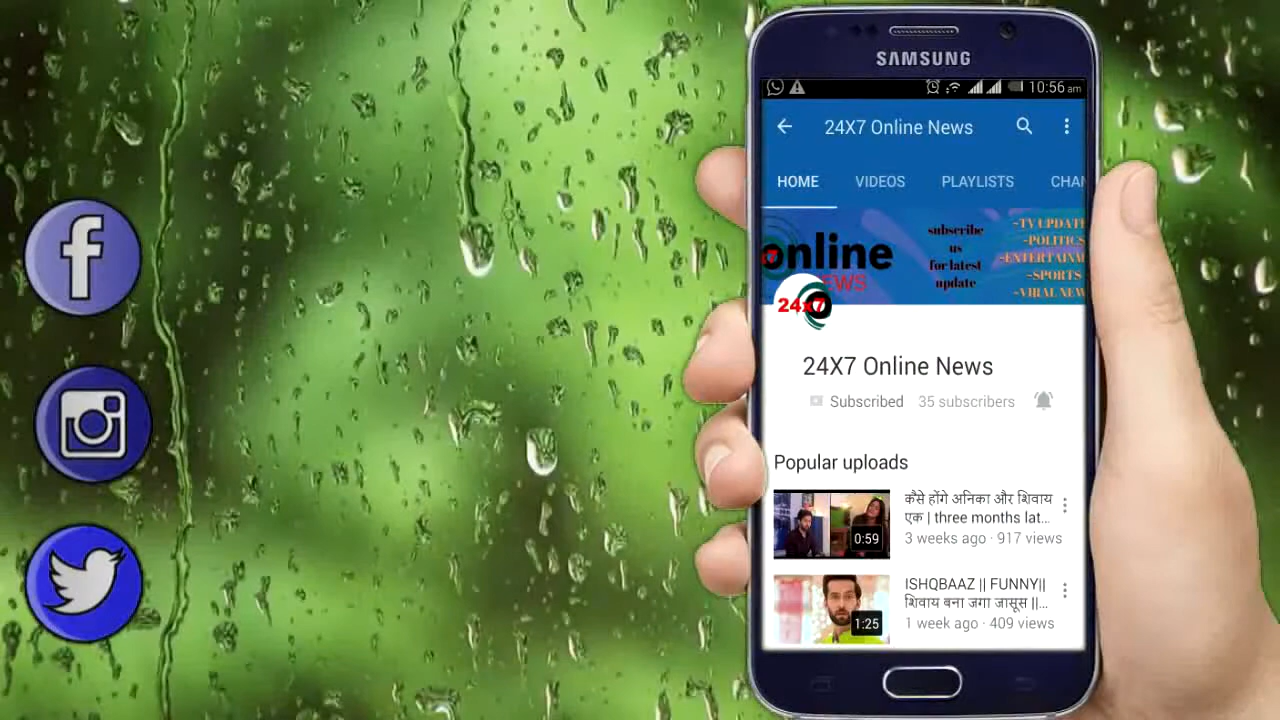 SAMSUNG
10:56 am
24X7 Online News
HOME VIDEOS PLAYLISTS CHAN
online
NEWS
24x7
subscribe
us
for latest
update
~TV UPDATE
~POLITICS
~ENTERTAINM
~SPORTS
~VIRAL NEW
24X7 Online News
Subscribed 35 subscribers
Popular uploads
0:59
कैसे होंगे अनिका और शिवाय
एक | three months lat...
3 weeks ago · 917 views
1:25
ISHQBAAZ || FUNNY||
शिवाय बना जगा जासूस ||...
1 week ago · 409 views